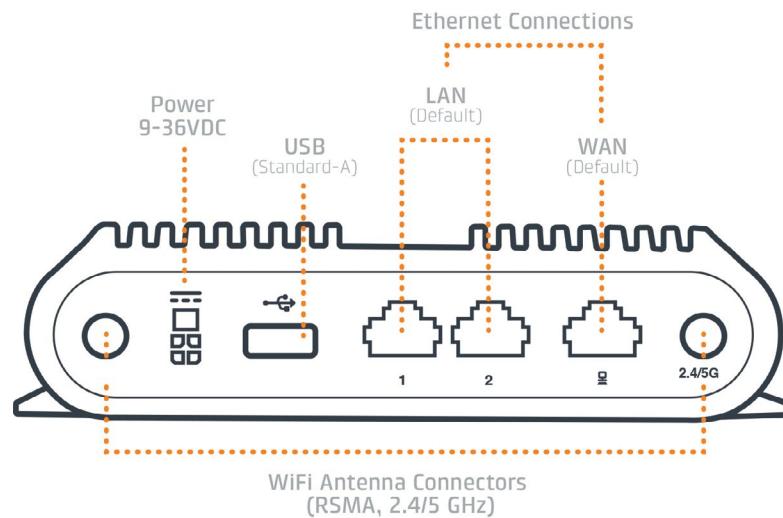 Ethernet Connections
LAN
(Default)
Power
9-36VDC
USB
(Standard-A)
WAN
(Default)
1
2
2.4/5G
WiFi Antenna Connectors
(RSMA, 2.4/5 GHz)